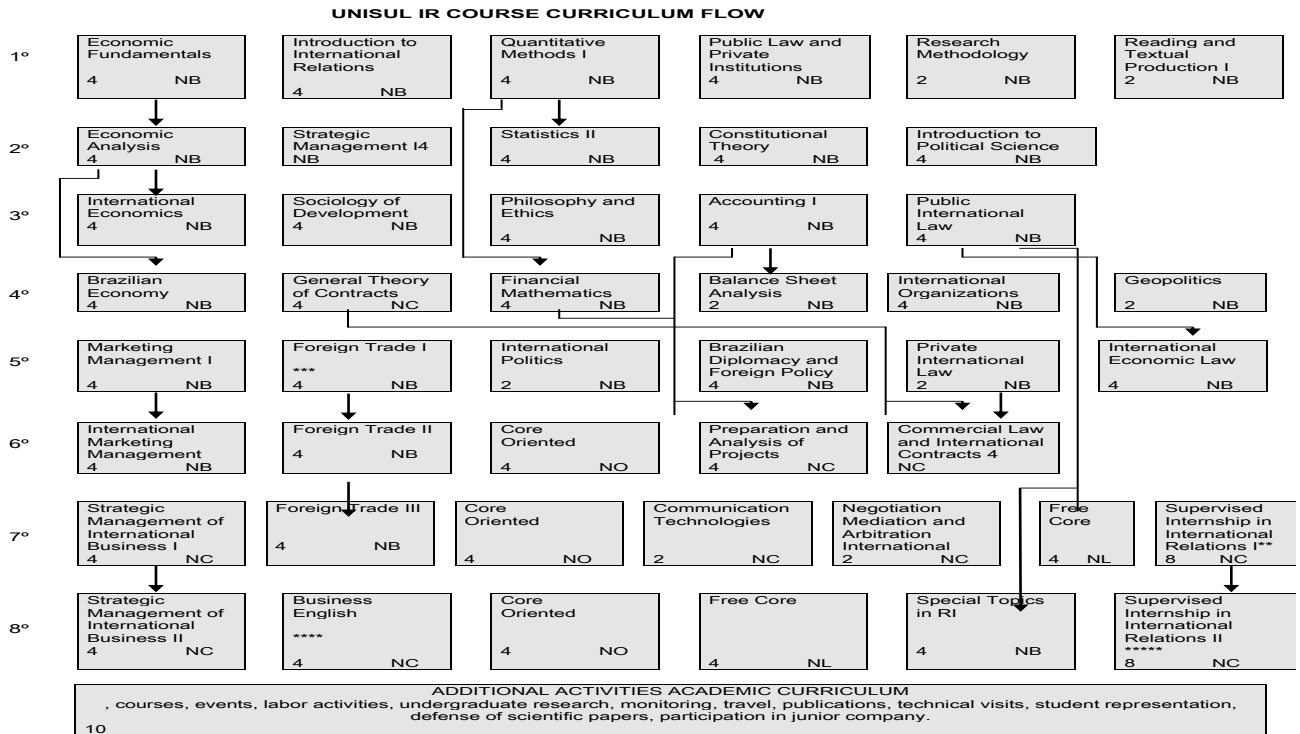 UNISUL IR COURSE CURRICULUM FLOW
1º
Economic
Fundamentals
4 NB
Introduction to
International
Relations
4 NB
Quantitative
Methods I
4 NB
Public Law and
Private
Institutions
4 NB
Research
Methodology
2 NB
Reading and
Textual
Production I
2 NB
2º
Economic
Analysis
4 NB
Strategic
Management I4
NB
Statistics II
4 NB
Constitutional
Theory
4 NB
Introduction to
Political Science
4 NB
3º
International
Economics
4 NB
Sociology of
Development
4 NB
Philosophy and
Ethics
4 NB
Accounting I
4 NB
Public
International
Law
4 NB
4º
Brazilian
Economy
4 NB
General Theory
of Contracts
4 NC
Financial
Mathematics
4 NB
Balance Sheet
Analysis
2 NB
International
Organizations
4 NB
Geopolitics
2 NB
5º
Marketing
Management I
4 NB
Foreign Trade I
***
4 NB
International
Politics
2 NB
Brazilian
Diplomacy and
Foreign Policy
4 NB
Private
International
Law
2 NB
International
Economic Law
4 NB
6º
International
Marketing
Management
4 NB
Foreign Trade II
4 NB
Core
Oriented
4 NO
Preparation and
Analysis of
Projects
4 NC
Commercial Law
and International
Contracts 4
NC
7º
Strategic
Management of
International
Business I
4 NC
Foreign Trade III
4 NB
Core
Oriented
4 NO
Communication
Technologies
2 NC
Negotiation
Mediation and
Arbitration
International
2 NC
Free
Core
4 NL
Supervised
Internship in
International
Relations I**
8 NC
8º
Strategic
Management of
International
Business II
4 NC
Business
English
****
4 NC
Core
Oriented
4 NO
Free Core
4 NL
Special Topics
in RI
4 NB
Supervised
Internship in
International
Relations II
*****
8 NC
ADDITIONAL ACTIVITIES ACADEMIC CURRICULUM
, courses, events, labor activities, undergraduate research, monitoring, travel, publications, technical visits, student representation,
defense of scientific papers, participation in junior company.
10